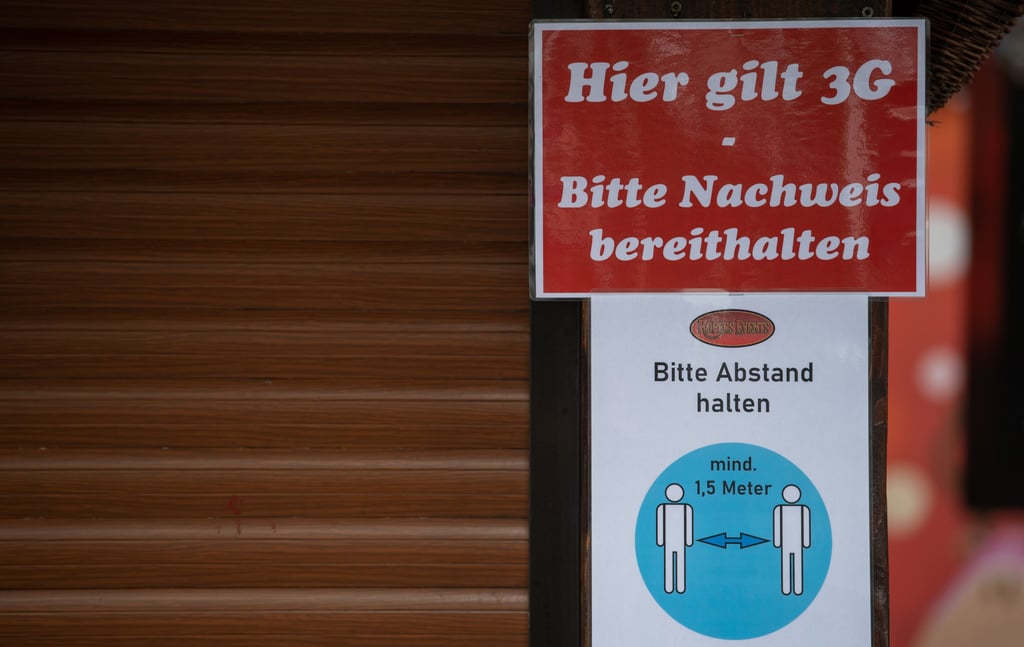 Hier gilt 3G
-
Bitte Nachweis
bereithalten
Bitte Abstand
halten
mind.
1,5 Meter